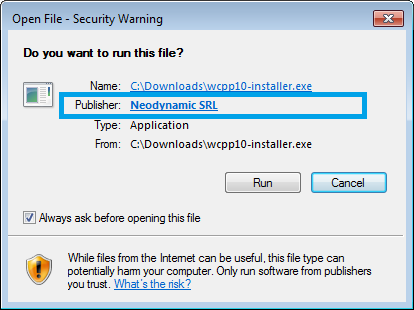 Open File - Security Warning
Do you want to run this file?
Name: C:\Downloads\wcpp10-installer.exe
Publisher: Neodynamic SRL
Type: Application
From: C:\Downloads\wcpp10-installer.exe
Run Cancel
Always ask before opening this file
While files from the Internet can be useful, this file type can
potentially harm your computer. Only run software from publishers
you trust. What's the risk?